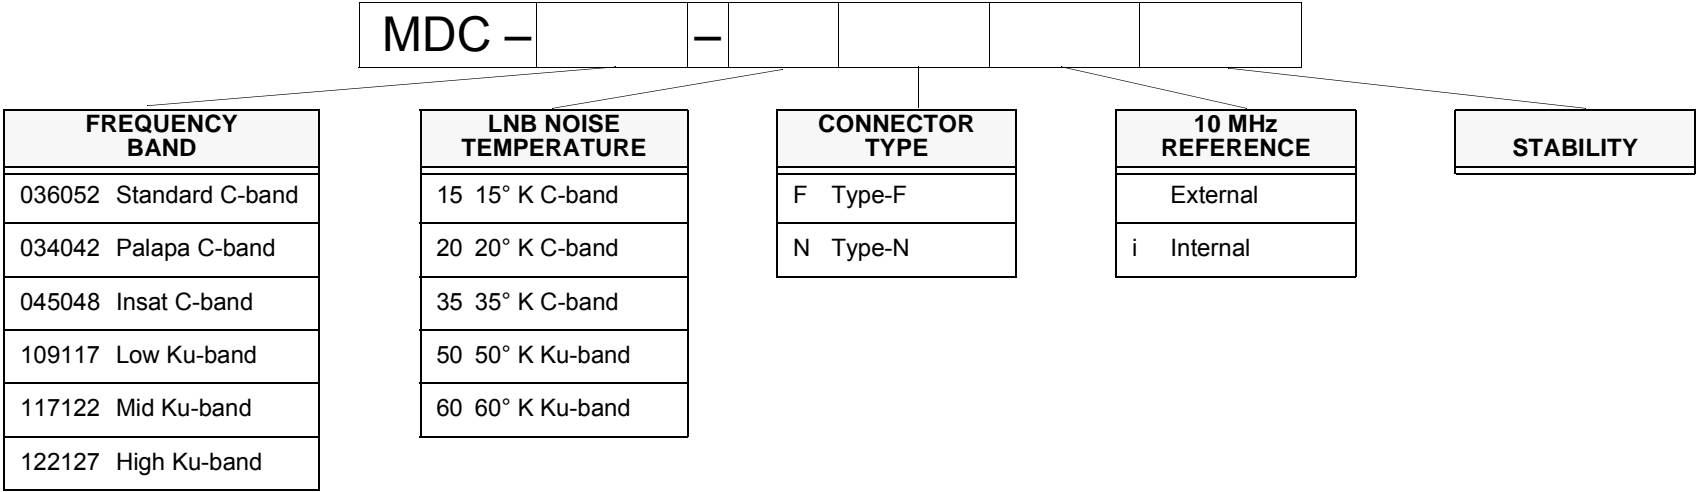 MDC – –
FREQUENCY
BAND
036052 Standard C-band
034042 Palapa C-band
045048 Insat C-band
109117 Low Ku-band
117122 Mid Ku-band
122127 High Ku-band
LNB NOISE
TEMPERATURE
15 15° K C-band
20 20° K C-band
35 35° K C-band
50 50° K Ku-band
60 60° K Ku-band
CONNECTOR
TYPE
F Type-F
N Type-N
10 MHz
REFERENCE
External
i Internal
STABILITY